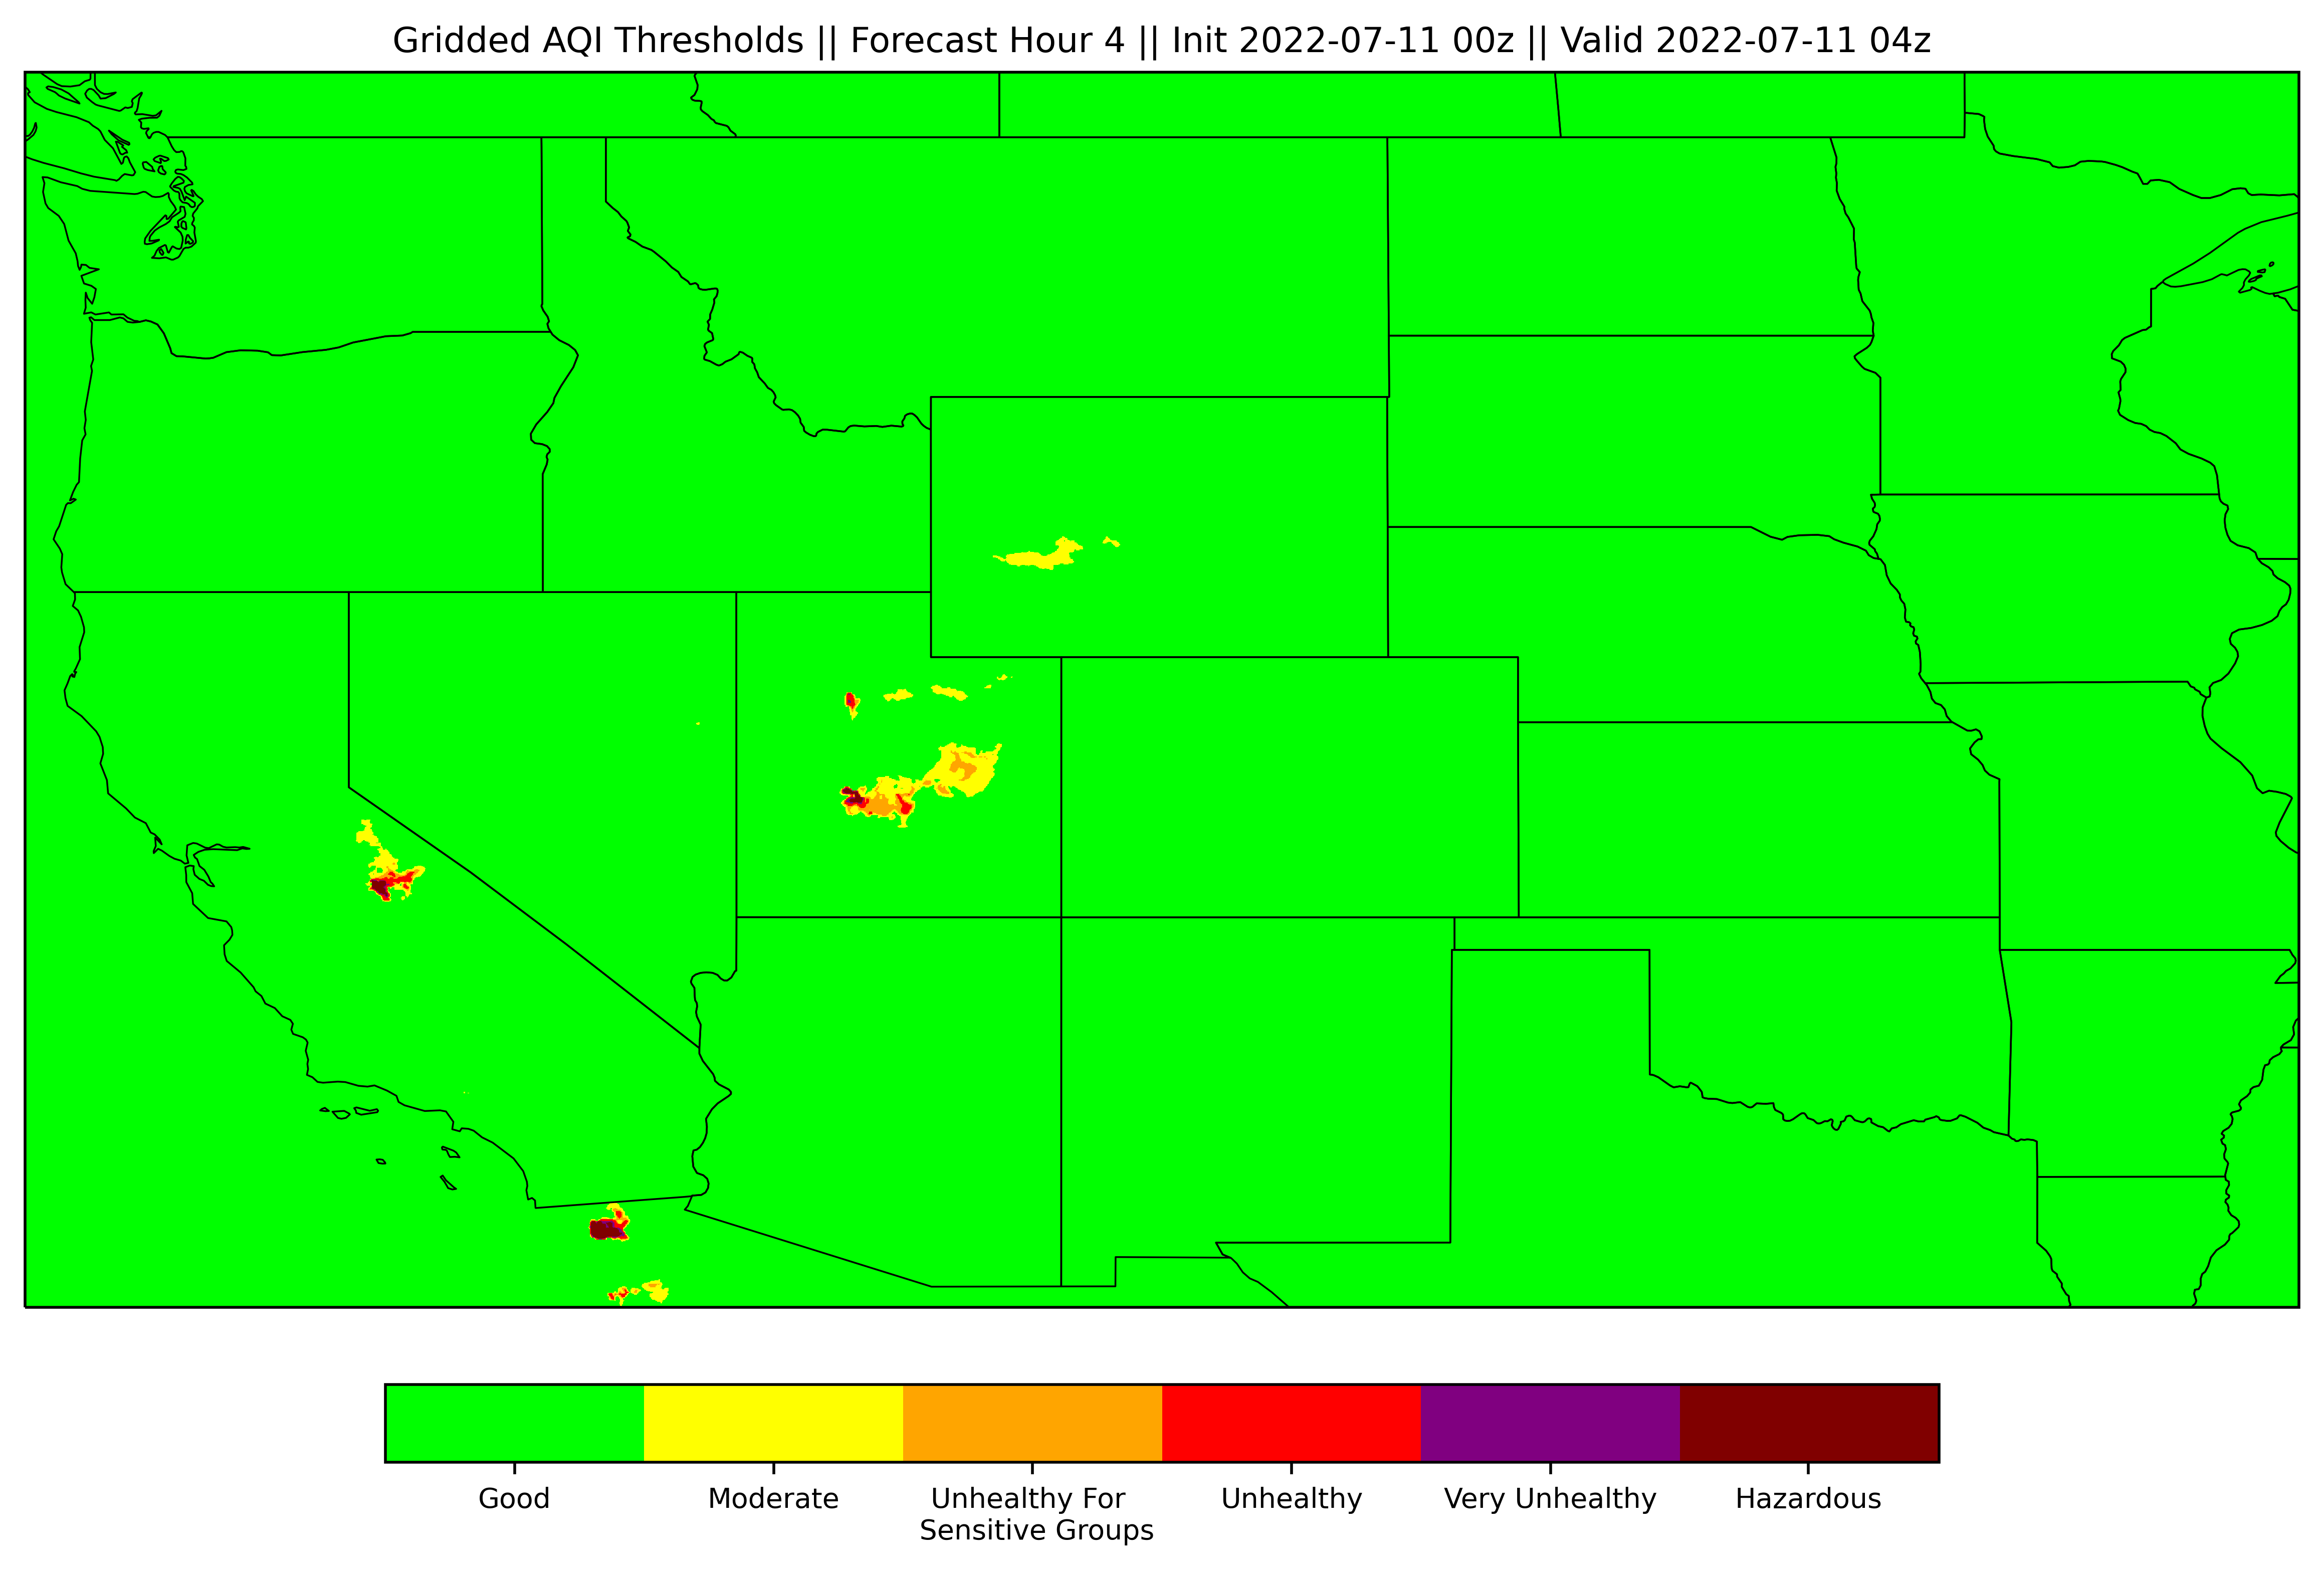 Gridded AQI Thresholds || Forecast Hour 4 || Init 2022-07-11 00z || Valid 2022-07-11 04z
Good Moderate Unhealthy For Unhealthy Very Unhealthy Hazardous
Sensitive Groups